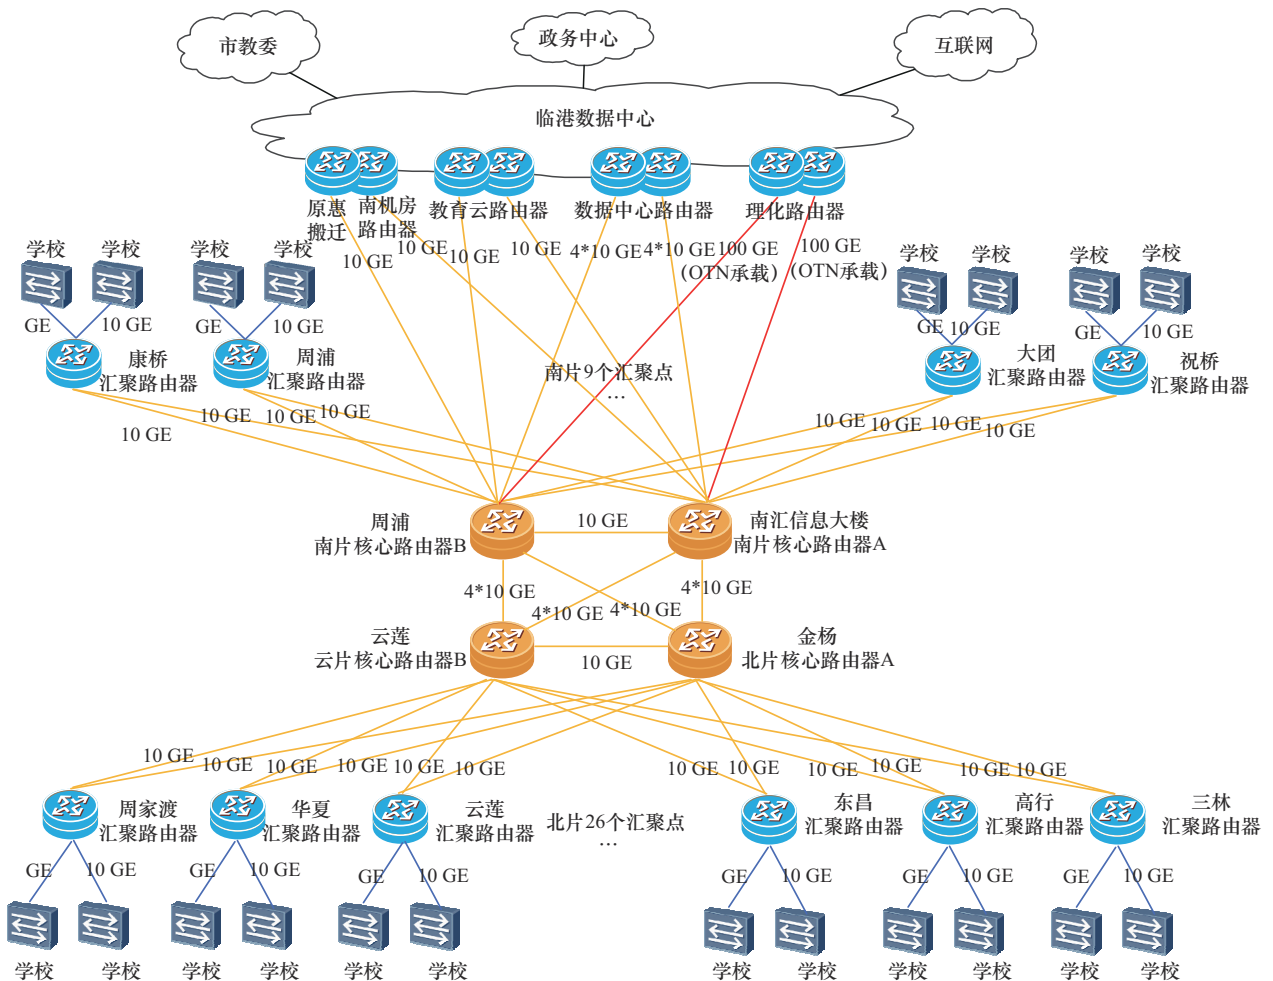 市教委
政务中心
互联网
临港数据中心
原惠
搬迁
南机房
路由器
教育云路由器
数据中心路由器
理化路由器
10 GE
10 GE
10 GE
10 GE
4*10 GE
4*10 GE
100 GE
(OTN承载)
100 GE
(OTN承载)
学校
学校
学校
学校
学校
学校
学校
学校
GE
10 GE
GE
10 GE
GE
10 GE
GE
10 GE
康桥
汇聚路由器
周浦
汇聚路由器
大团
汇聚路由器
祝桥
汇聚路由器
南片9个汇聚点
…
10 GE
10 GE
10 GE
10 GE
10 GE
10 GE
10 GE
10 GE
周浦
南片核心路由器B
10 GE
南汇信息大楼
南片核心路由器A
4*10 GE
4*10 GE
4*10 GE
4*10 GE
云莲
云片核心路由器B
10 GE
金杨
北片核心路由器A
10 GE
10 GE
10 GE
10 GE
10 GE
10 GE
10 GE
10 GE
10 GE
10 GE
10 GE
10 GE
周家渡
汇聚路由器
华夏
汇聚路由器
云莲
汇聚路由器
北片26个汇聚点
…
东昌
汇聚路由器
高行
汇聚路由器
三林
汇聚路由器
GE
10 GE
GE
10 GE
GE
10 GE
GE
10 GE
GE
10 GE
GE
10 GE
学校
学校
学校
学校
学校
学校
学校
学校
学校
学校
学校
学校